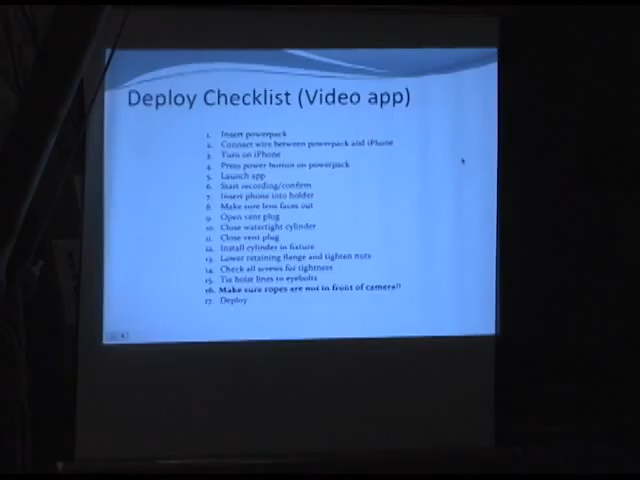 Deploy Checklist (Video app)
1. Insert powerpack
2. Connect wire between powerpack and iPhone
3. Turn on iPhone
4. Press power button on powerpack
5. Launch app
6. Start recording/confirm
7. Insert phone into holder
8. Make sure lens faces out
9. Open vent plug
10. Close watertight cylinder
11. Close vent plug
12. Install cylinder in fixture
13. Lower retaining flange and tighten nuts
14. Check all screws for tightness
15. Tie hoist lines to eyebolts
16. Make sure ropes are not in front of camera!!
17. Deploy